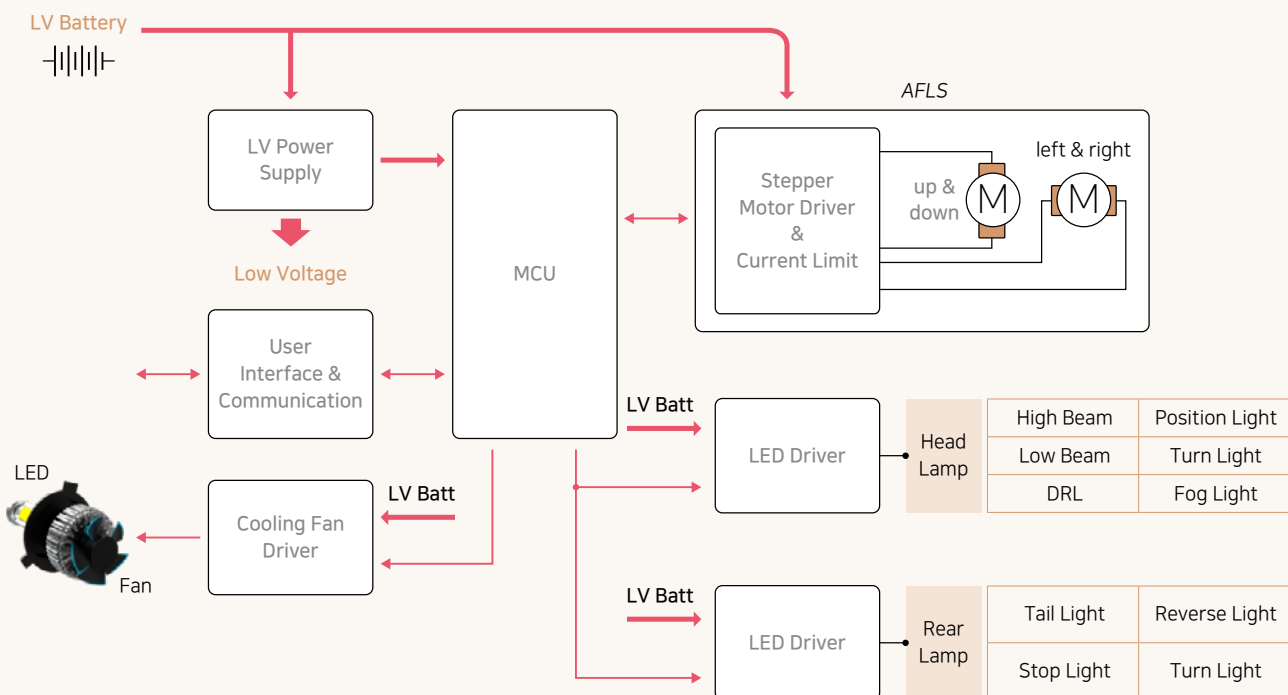 LV Battery
AFLS
LV Power
Supply
MCU
Stepper
Motor Driver
&
Current Limit
up &
down
M
left & right
M
Low Voltage
User
Interface &
Communication
LV Batt
LED Driver
Head
Lamp
High Beam
Position Light
Low Beam
Turn Light
DRL
Fog Light
LED
Fan
Cooling Fan
Driver
LV Batt
LV Batt
LED Driver
Rear
Lamp
Tail Light
Reverse Light
Stop Light
Turn Light